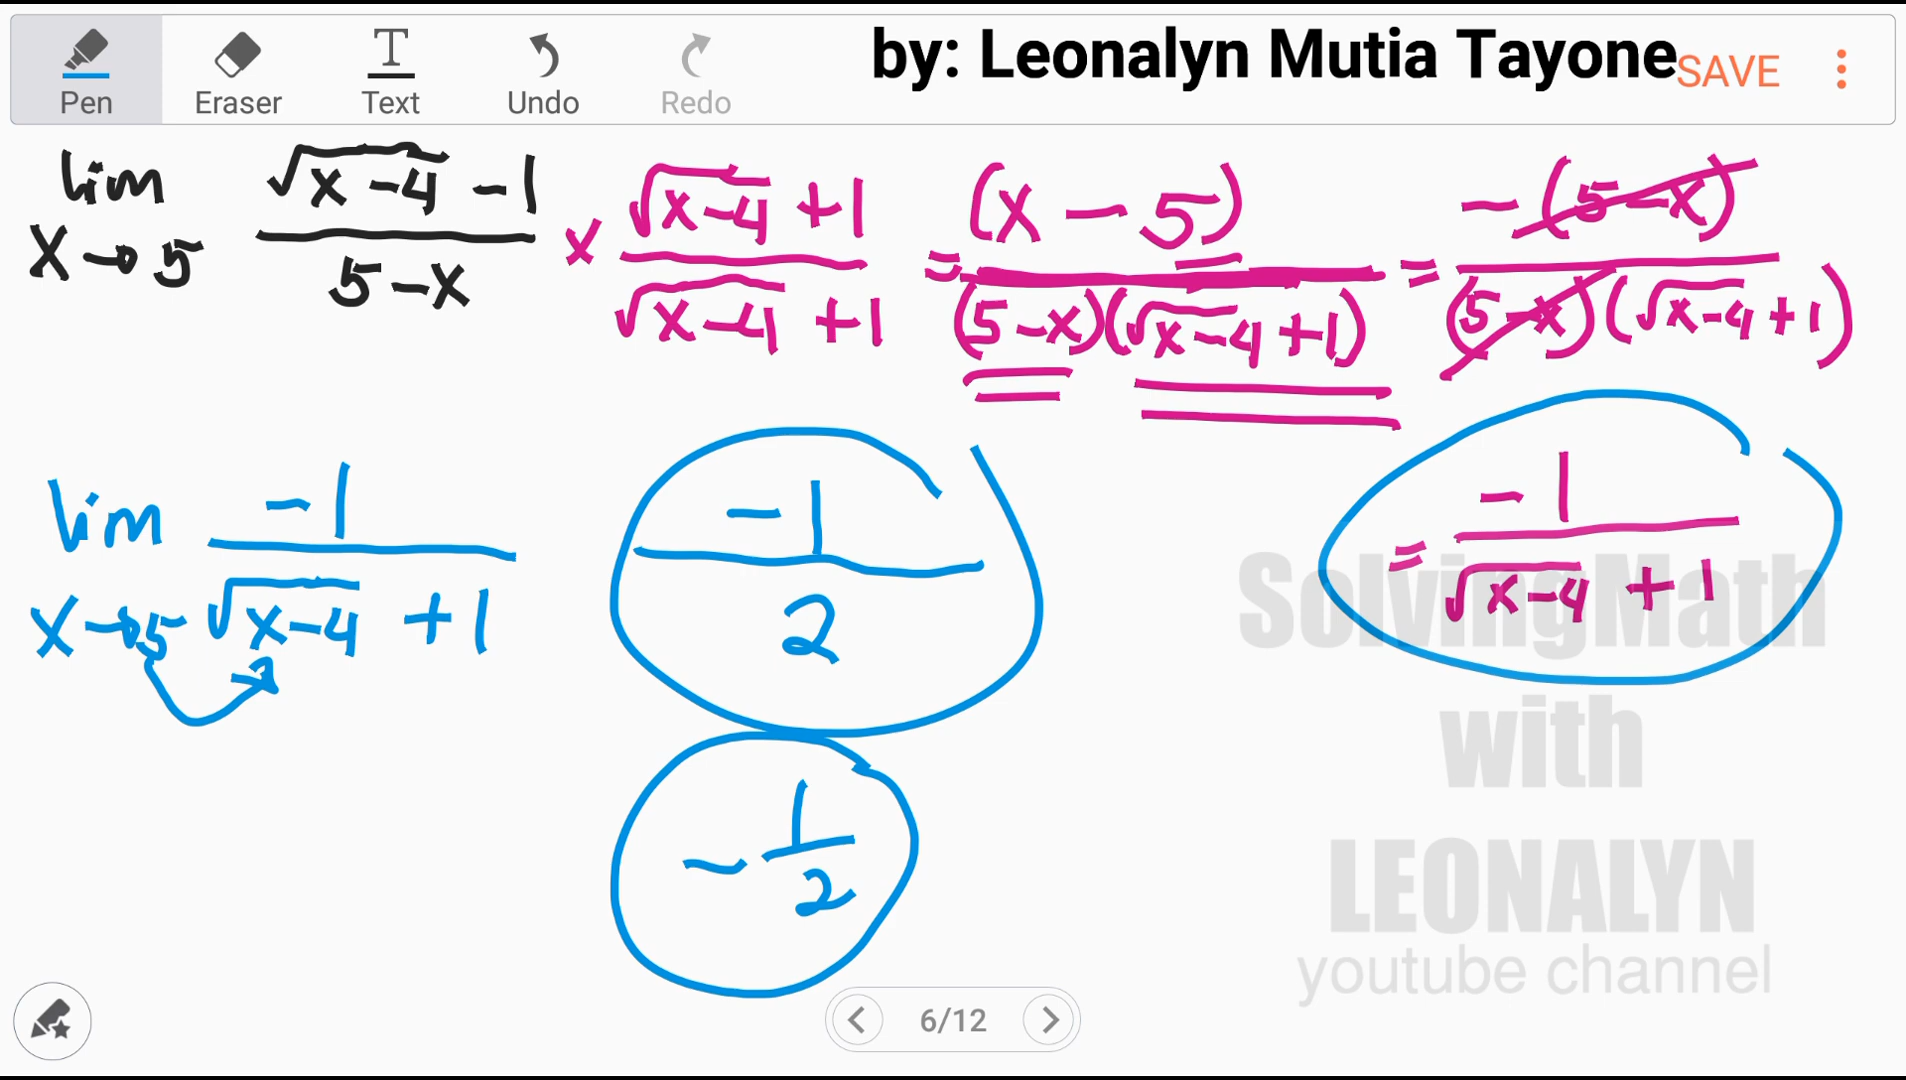 by: Leonalyn Mutia Tayone
Pen Eraser Text Undo Redo SAVE
lim x→5 (√(x-4) - 1)/(5-x) × (√(x-4) + 1)/(√(x-4) + 1) = (x-5)/((5-x)(√(x-4) + 1)) = -(5-x)/((5-x)(√(x-4) + 1))
= -1/(√(x-4) + 1)
lim x→5 -1/(√(x-4) + 1)
-1/2
-1/2
SolvingMath
with
LEONALYN
youtube channel
6/12